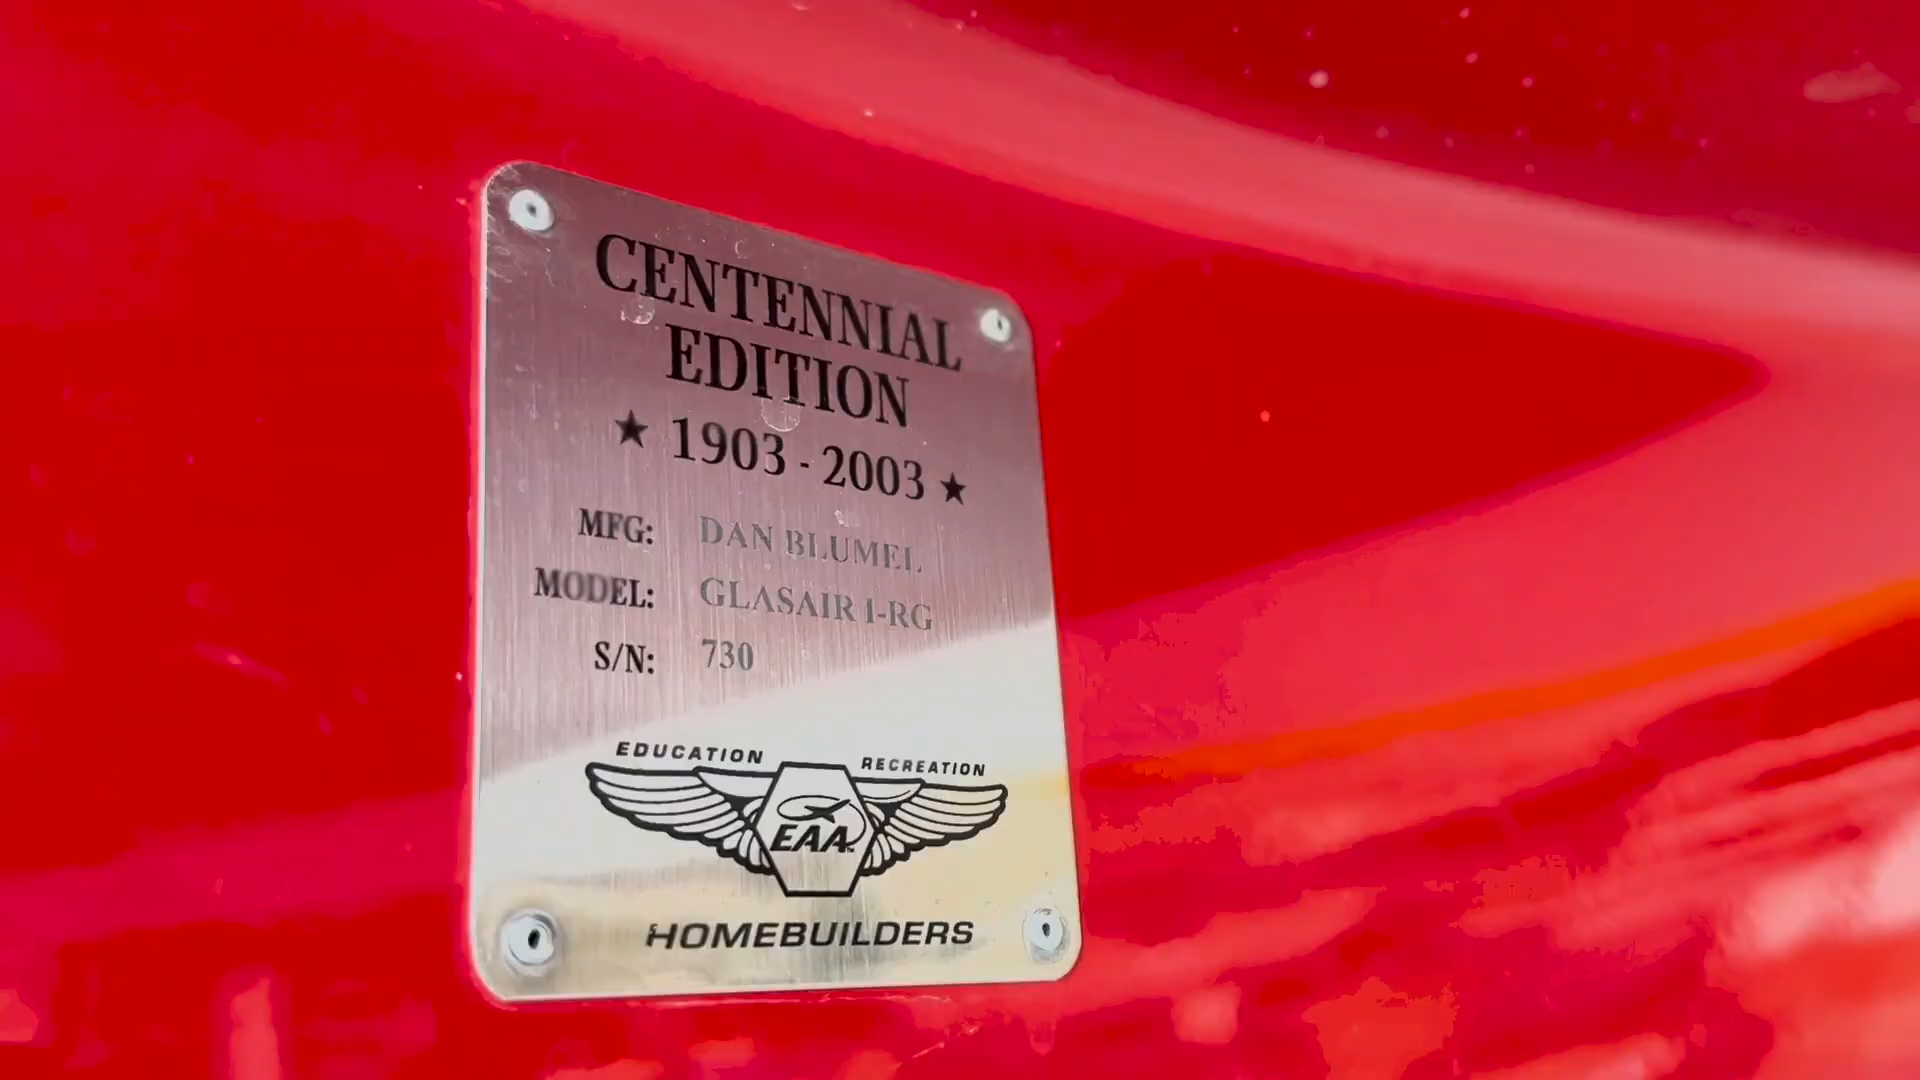 CENTENNIAL
EDITION
★ 1903 - 2003 ★
MFG: DAN BLUMEL
MODEL: GLASAIR I-RG
S/N: 730
EDUCATION RECREATION
EAA
HOMEBUILDERS